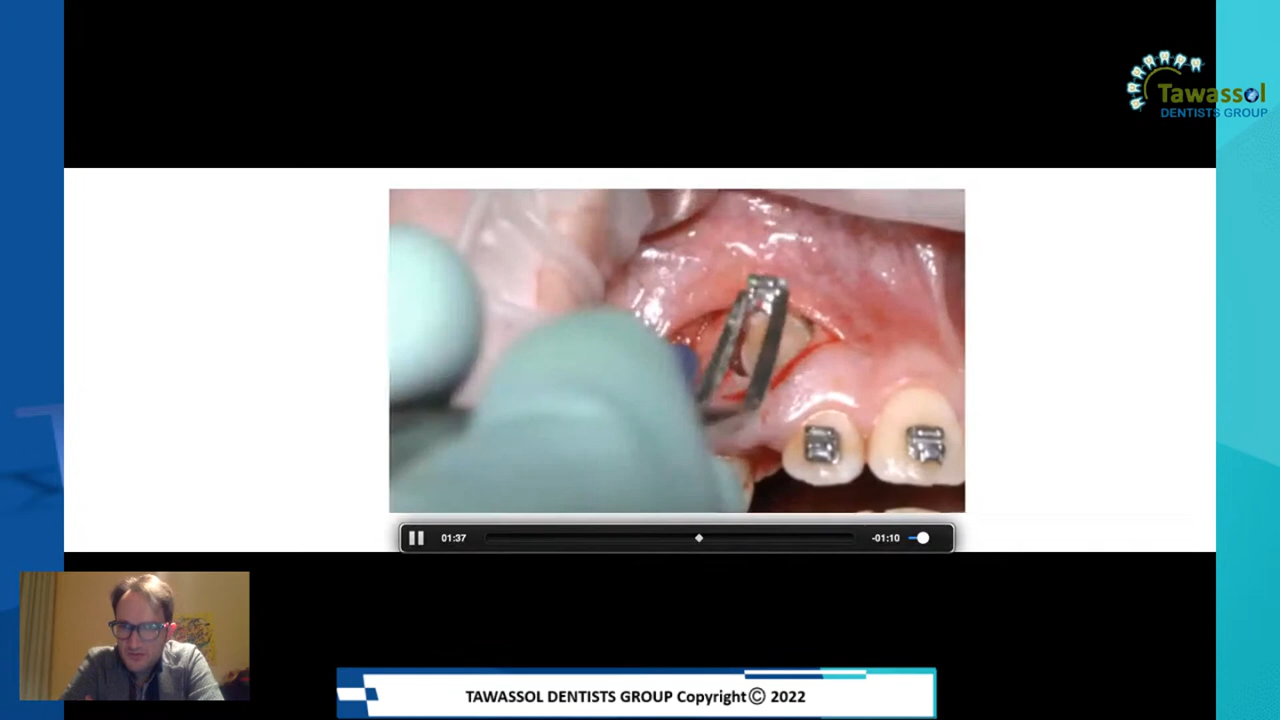 Tawassol
DENTISTS GROUP
01:37
-01:10
TAWASSOL DENTISTS GROUP Copyright© 2022